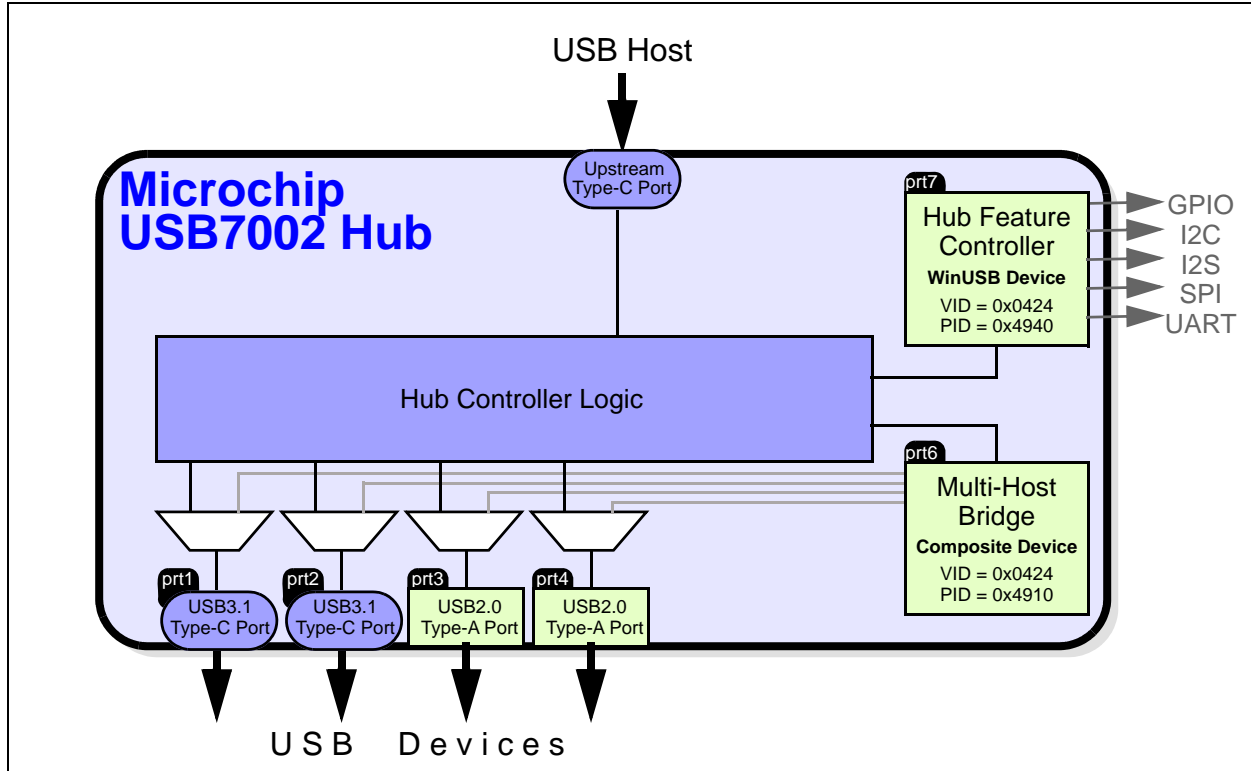 USB Host
Microchip
USB7002 Hub
Upstream
Type-C Port
prt7
Hub Feature
Controller
WinUSB Device
VID = 0x0424
PID = 0x4940
GPIO
I2C
I2S
SPI
UART
Hub Controller Logic
prt6
Multi-Host
Bridge
Composite Device
VID = 0x0424
PID = 0x4910
prt1
USB3.1
Type-C Port
prt2
USB3.1
Type-C Port
prt3
USB2.0
Type-A Port
prt4
USB2.0
Type-A Port
USB Devices